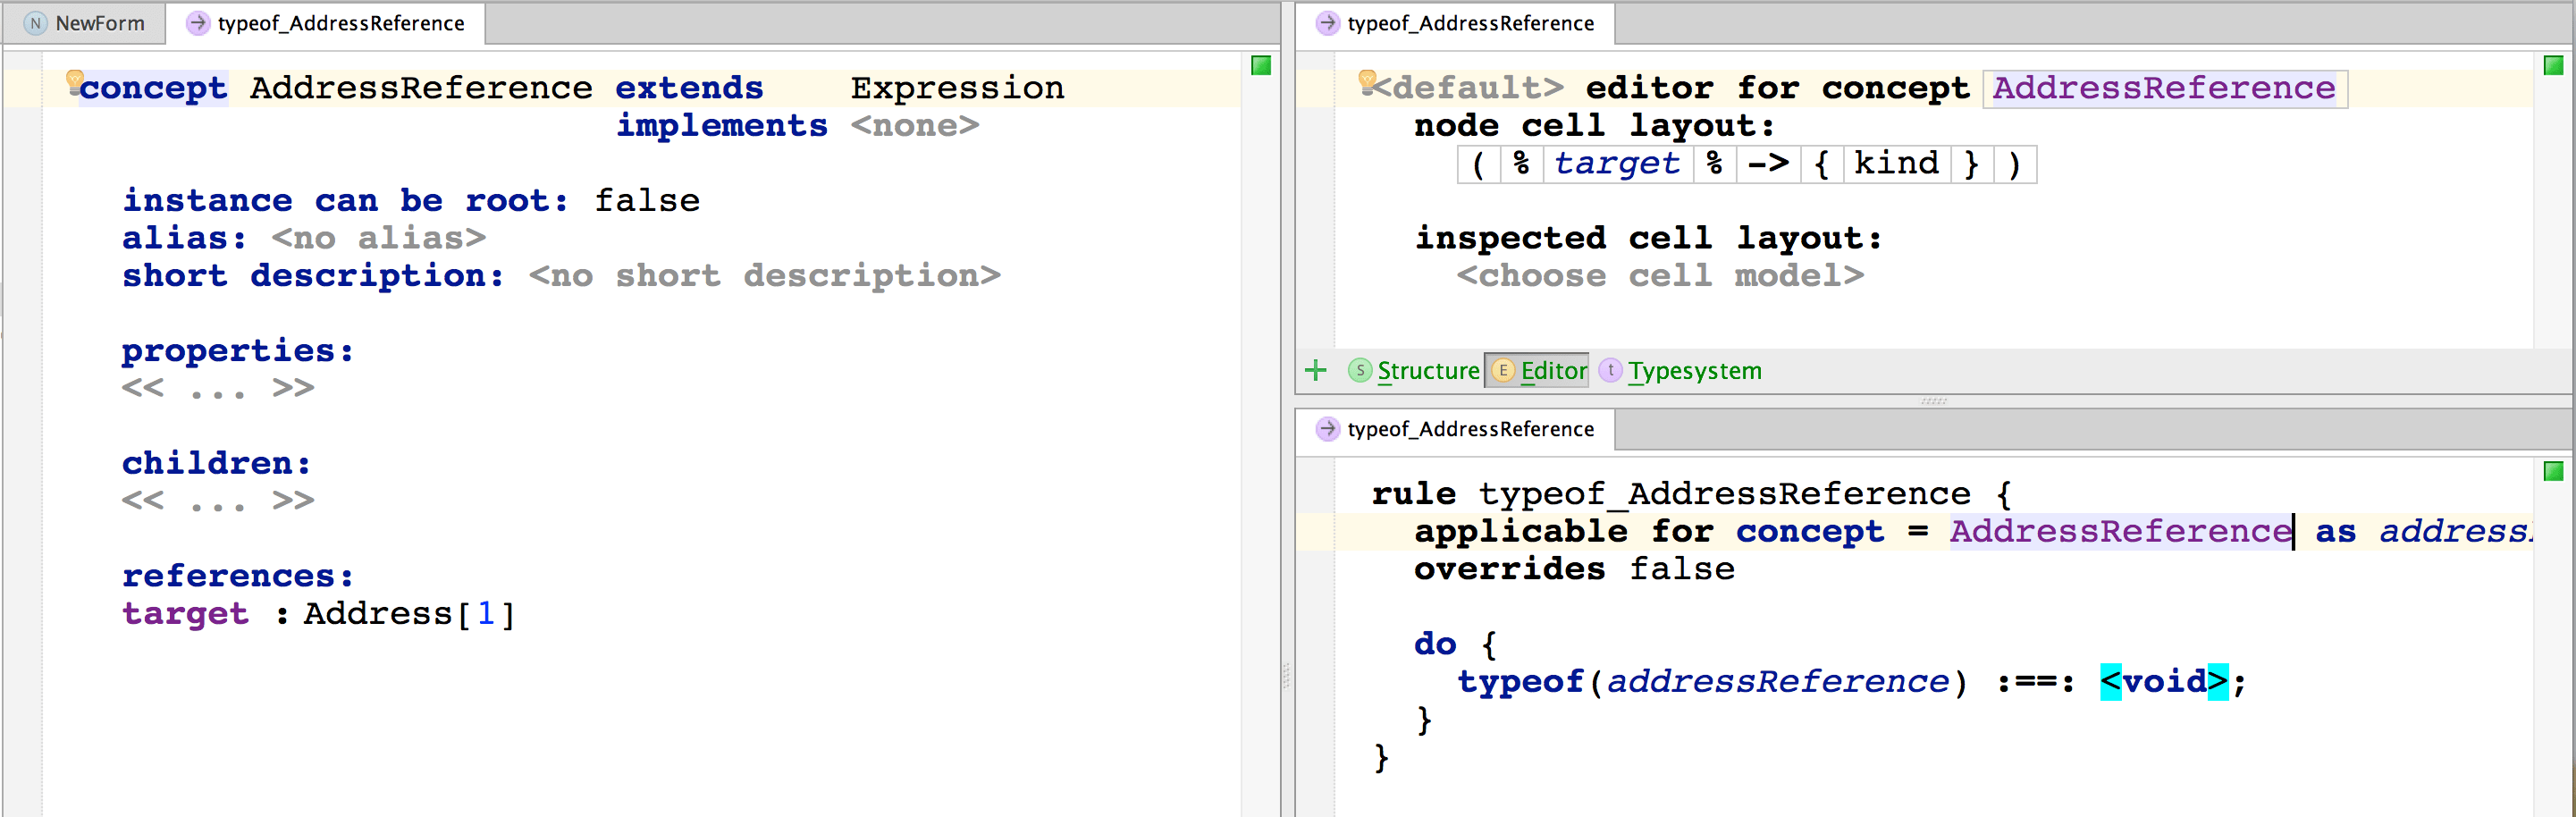 NewForm typeof_AddressReference
concept AddressReference extends Expression
implements <none>
instance can be root: false
alias: <no alias>
short description: <no short description>
properties:
<< ... >>
children:
<< ... >>
references:
target : Address[1]
typeof_AddressReference
<default> editor for concept AddressReference
node cell layout:
( % target % -> { kind } )
inspected cell layout:
<choose cell model>
+ S Structure E Editor t Typesystem
typeof_AddressReference
rule typeof_AddressReference {
applicable for concept = AddressReference as address
overrides false
do {
typeof(addressReference) :==: <void>;
}
}